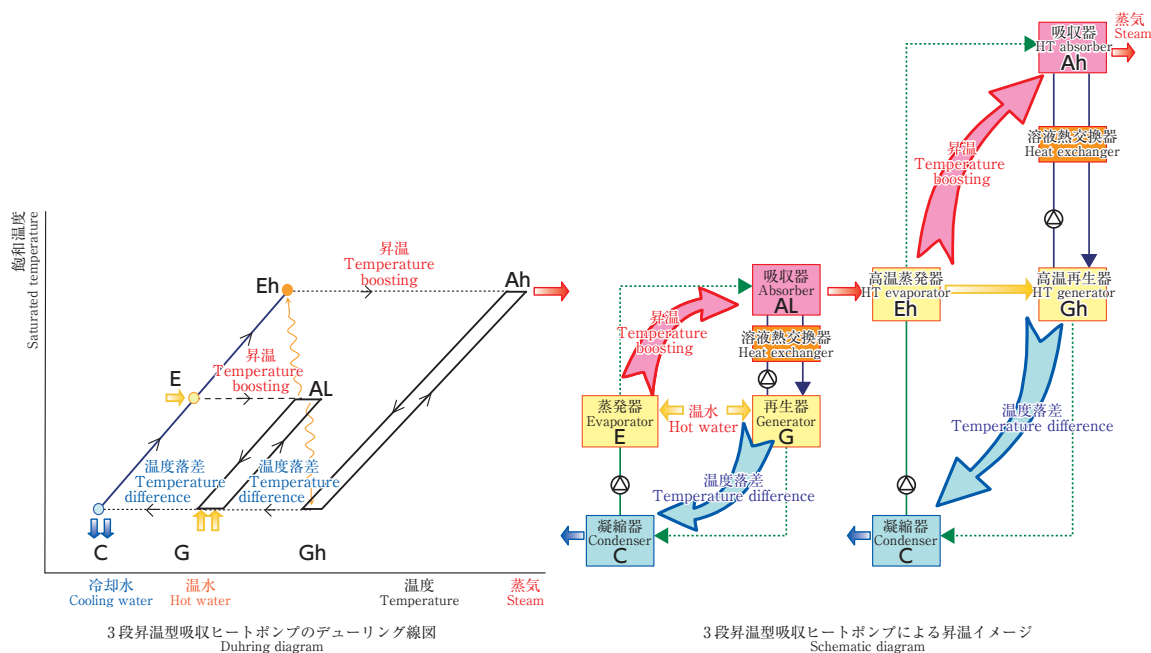 飽和温度
Saturated temperature
Eh
昇温
Temperature
boosting
Ah
E
昇温
Temperature
boosting
AL
温度落差
Temperature
difference
温度落差
Temperature
difference
C
G
Gh
冷却水
Cooling water
温水
Hot water
温度
Temperature
蒸気
Steam
3段昇温型吸収ヒートポンプのデューリング線図
Duhring diagram
吸収器
HT absorber
Ah
蒸気
Steam
溶液熱交換器
Heat exchanger
昇温
Temperature
boosting
吸収器
Absorber
AL
高温蒸発器
HT evaporator
Eh
高温再生器
HT generator
Gh
昇温
Temperature
boosting
溶液熱交換器
Heat exchanger
蒸発器
Evaporator
E
温水
Hot water
再生器
Generator
G
温度落差
Temperature difference
温度落差
Temperature difference
凝縮器
Condenser
C
凝縮器
Condenser
C
3段昇温型吸収ヒートポンプによる昇温イメージ
Schematic diagram